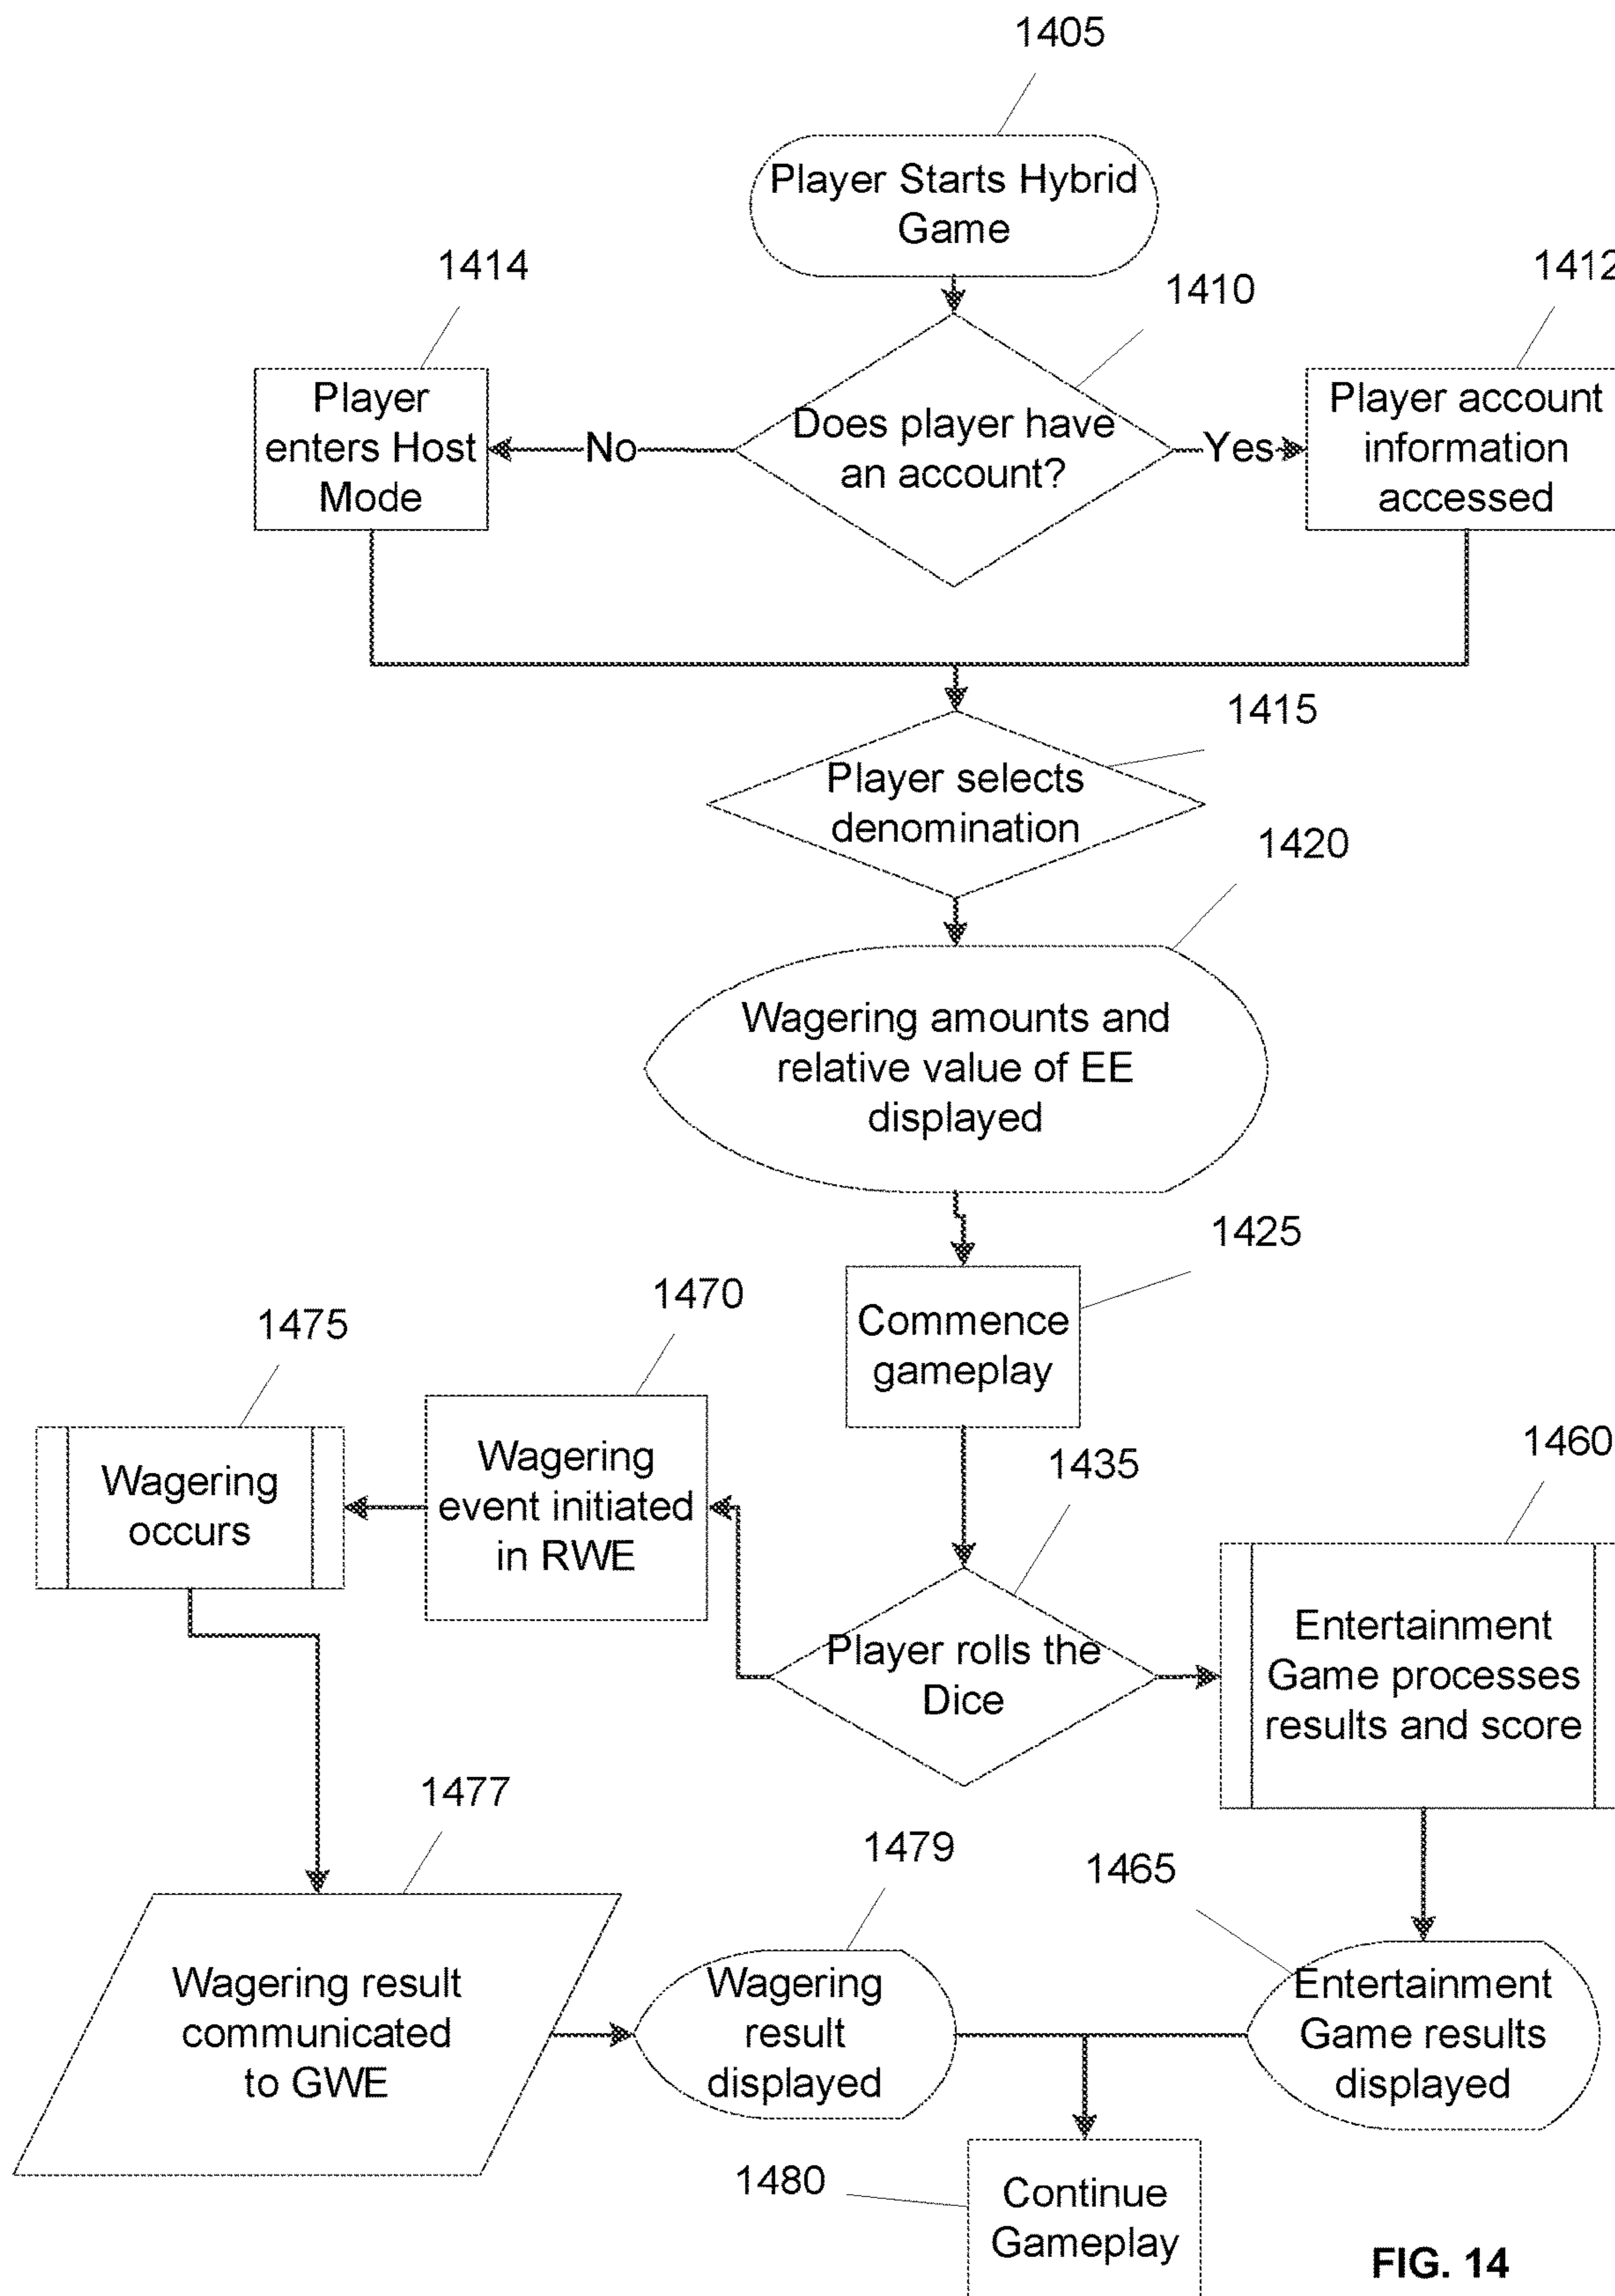 1405
Player Starts Hybrid
Game
1414
1410
1412
Player
enters Host
Mode
No
Does player have
an account?
Yes
Player account
information
accessed
1415
Player selects
denomination
1420
Wagering amounts and
relative value of EE
displayed
1425
Commence
gameplay
1470
1475
Wagering
event initiated
in RWE
Wagering
occurs
1435
1460
Player rolls the
Dice
Entertainment
Game processes
results and score
1477
1479
1465
Wagering result
communicated
to GWE
Wagering
result
displayed
Entertainment
Game results
displayed
1480
Continue
Gameplay
FIG. 14